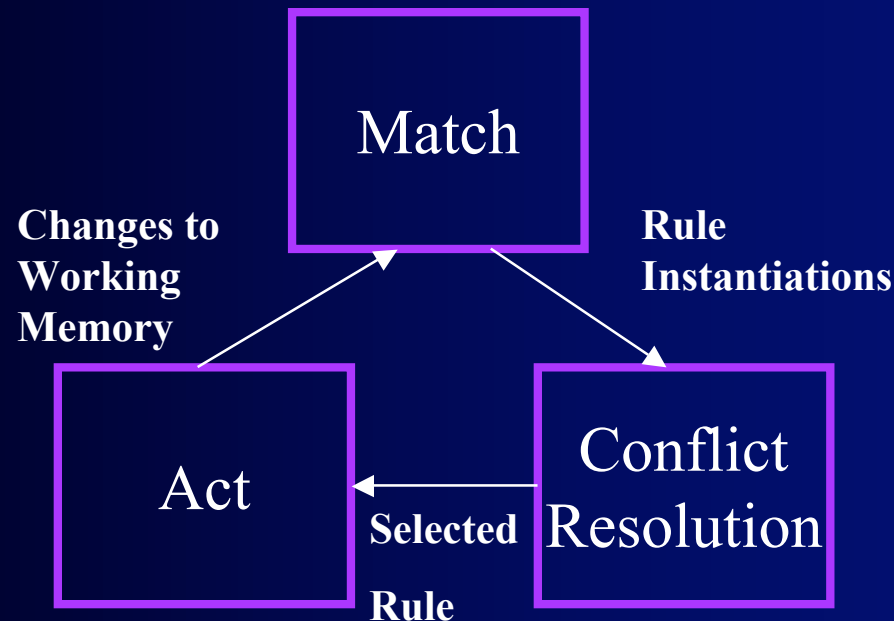 Match
Changes to
Working
Memory
Rule
Instantiations
Act
Selected
Rule
Conflict
Resolution